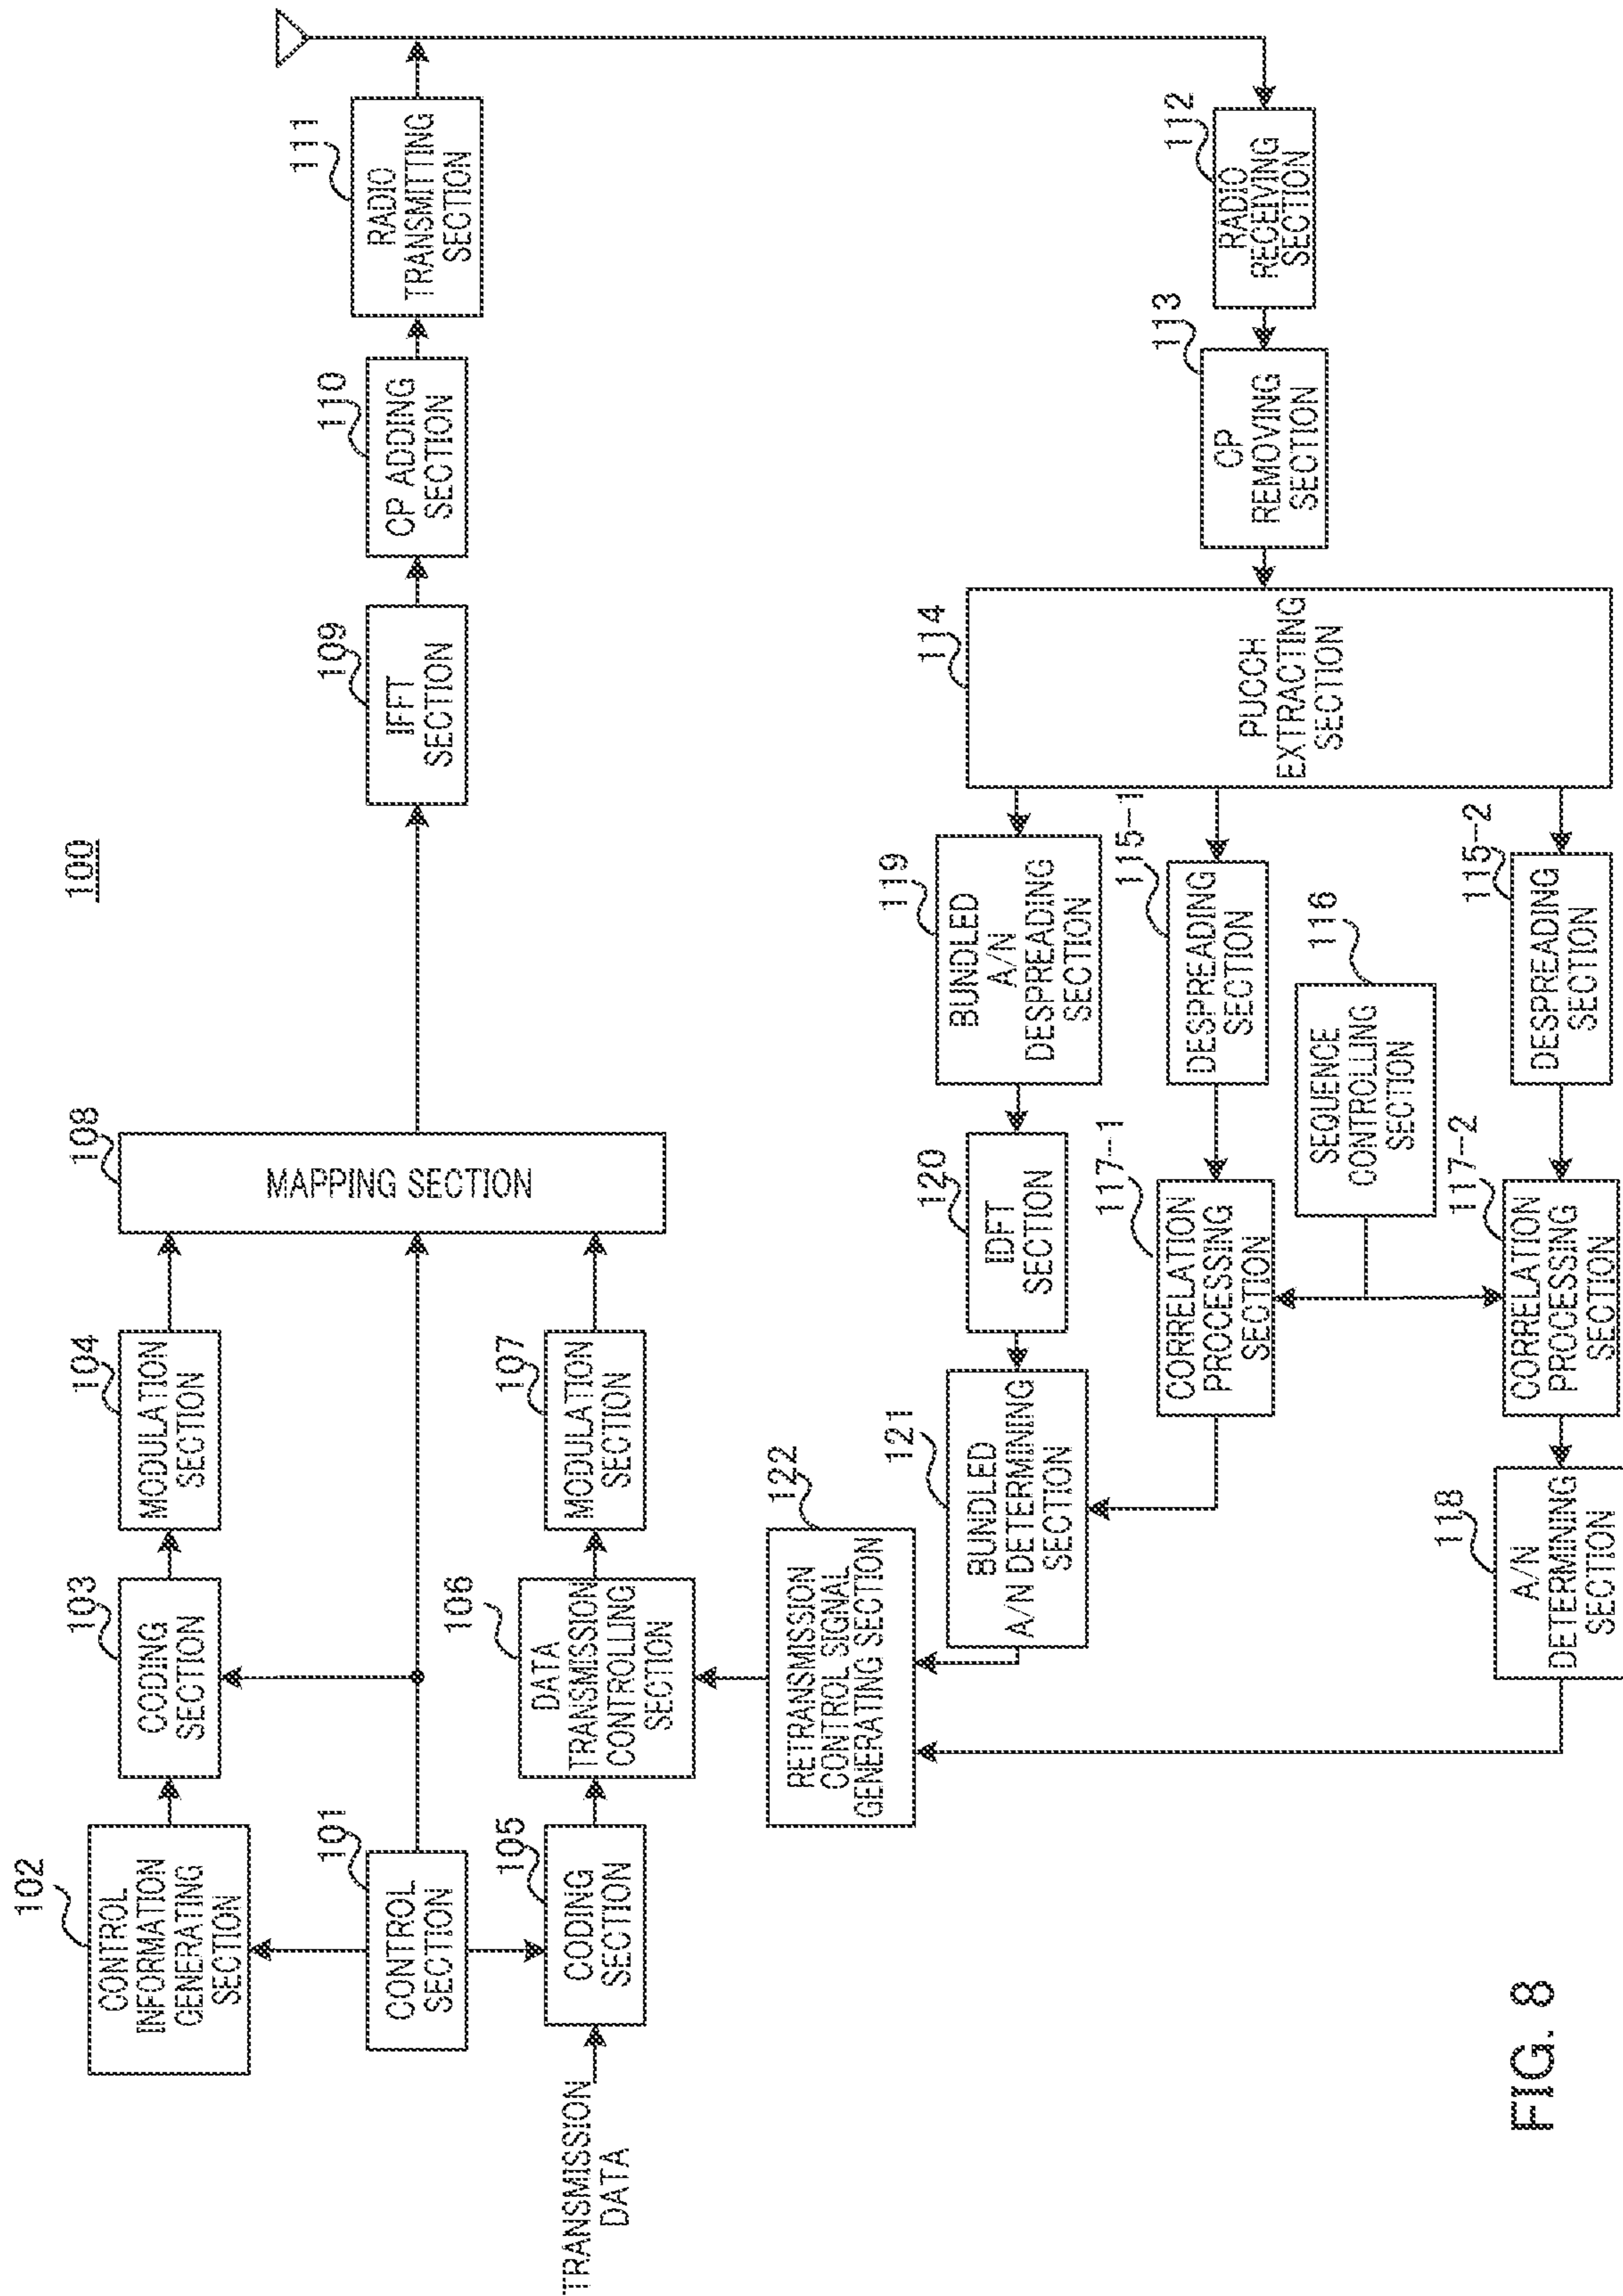 100
102
CONTROL
INFORMATION
GENERATING
SECTION
103
CODING
SECTION
104
MODULATION
SECTION
108
MAPPING SECTION
101
CONTROL
SECTION
109
IFFT
SECTION
110
CP ADDING
SECTION
111
RADIO
TRANSMITTING
SECTION
TRANSMISSION
DATA
105
CODING
SECTION
106
DATA
TRANSMISSION
CONTROLLING
SECTION
107
MODULATION
SECTION
122
RETRANSMISSION
CONTROL SIGNAL
GENERATING SECTION
121
BUNDLED
A/N DETERMINING
SECTION
120
IDFT
SECTION
119
BUNDLED
A/N
DESPREADING
SECTION
114
PUCCH
EXTRACTING
SECTION
113
CP
REMOVING
SECTION
112
RADIO
RECEIVING
SECTION
117-1
CORRELATION
PROCESSING
SECTION
115-1
DESPREADING
SECTION
116
SEQUENCE
CONTROLLING
SECTION
118
A/N
DETERMINING
SECTION
117-2
CORRELATION
PROCESSING
SECTION
115-2
DESPREADING
SECTION
FIG. 8